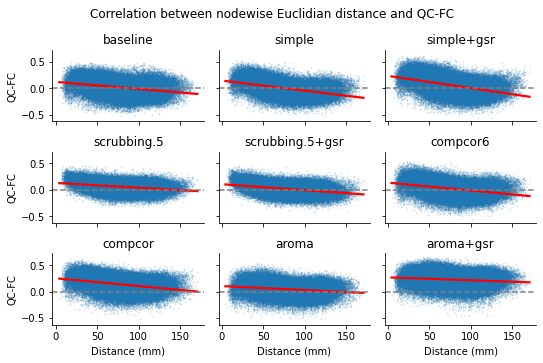 Correlation between nodewise Euclidian distance and QC-FC
baseline simple simple+gsr
QC-FC
0.5
0.0
−0.5
scrubbing.5 scrubbing.5+gsr compcor6
QC-FC
0.5
0.0
−0.5
compcor aroma aroma+gsr
QC-FC
0.5
0.0
−0.5
0 50 100 150 0 50 100 150 0 50 100 150
Distance (mm) Distance (mm) Distance (mm)